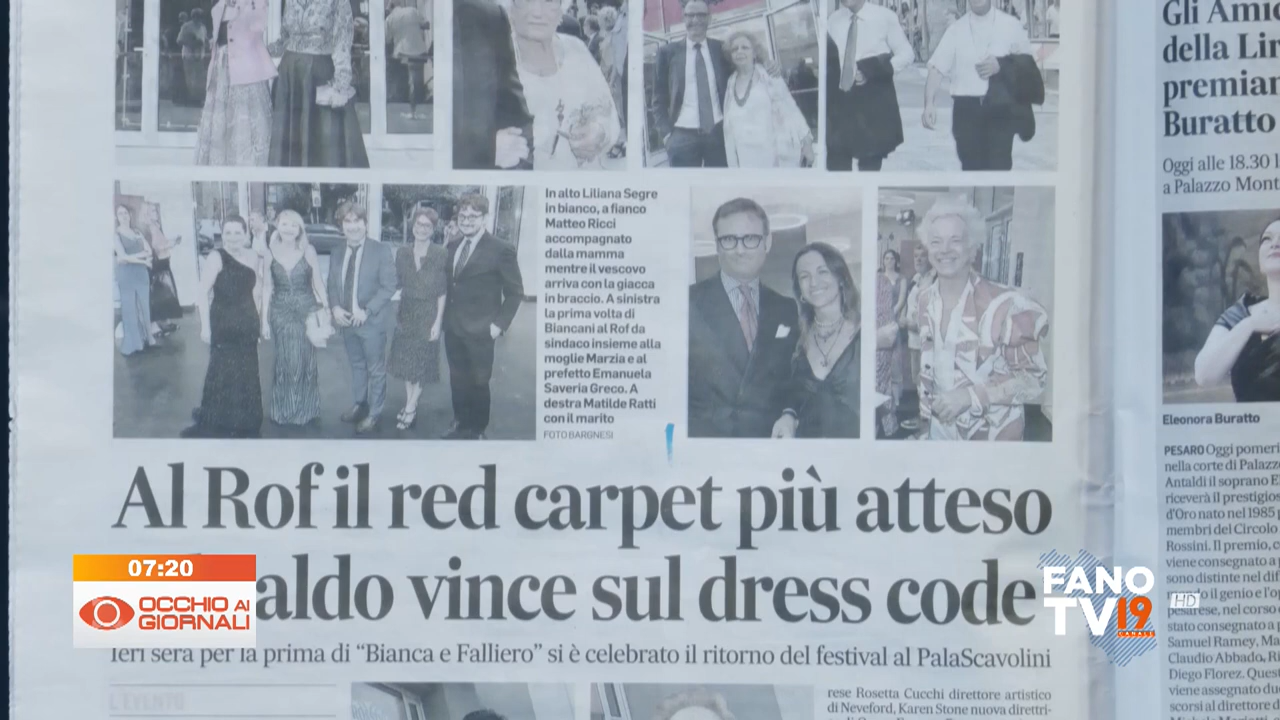 In alto Liliana Segre
in bianco, a fianco
Matteo Ricci
accompagnato
dalla mamma
mentre il vescovo
arriva con la giacca
in braccio. A sinistra
la prima volta di
Biancani al Rof da
sindaco insieme alla
moglie Marzia e al
prefetto Emanuela
Saveria Greco. A
destra Matilde Ratti
con il marito
FOTO BARGNESI
Al Rof il red carpet più atteso
aldo vince sul dress code
Ieri sera per la prima di “Bianca e Falliero” si è celebrato il ritorno del festival al PalaScavolini
L'EVENTO
rese Rosetta Cucchi direttore artistico
di Neveford, Karen Stone nuova direttri-
Gli Amic
della Lir
premian
Buratto
Oggi alle 18.30 l
a Palazzo Mont
Eleonora Buratto
PESARO Oggi pomeri
nella corte di Palazz
Antaldi il soprano E
riceverà il prestigios
d'Oro nato nel 1985
membri del Circolo
Rossini. Il premio, c
viene consegnato a
sono distinte nel dif
o il genio e l'op
pesarese, nel corso
stato consegnato a
Samuel Ramey, Ma
Claudio Abbado, Ri
Diego Florez. Quest
viene assegnato du
scorsi al direttore d
07:20
OCCHIO AI
GIORNALI
FANO
TV19
CANALE
HD